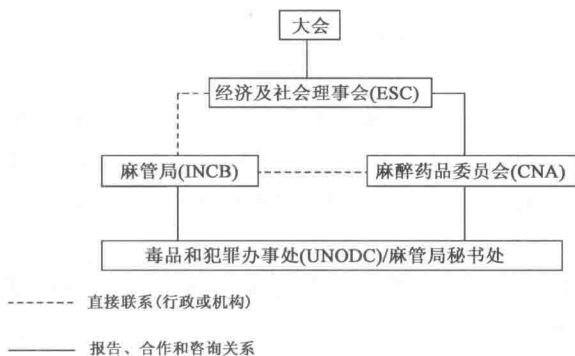 大会
经济及社会理事会(ESC)
麻管局(INCB)
麻醉药品委员会(CNA)
毒品和犯罪办事处(UNODC)/麻管局秘书处
直接联系(行政或机构)
报告、合作和咨询关系